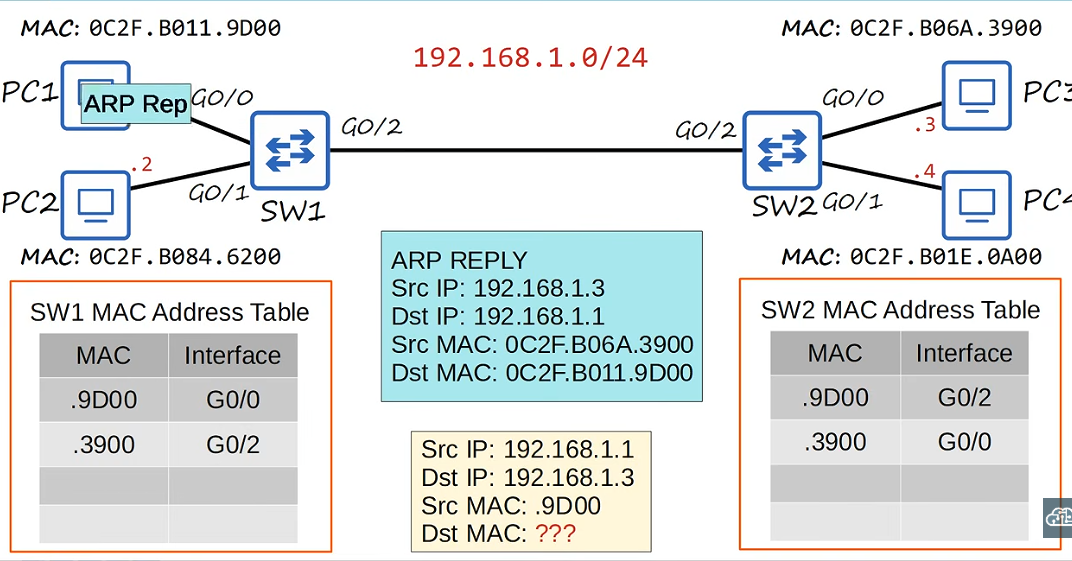 MAC: 0C2F.B011.9D00
MAC: 0C2F.B06A.3900
192.168.1.0/24
PC1
ARP Rep
G0/0
G0/2
G0/2
G0/0
.3
PC3
.2
.4
PC2
G0/1
SW1
SW2
G0/1
PC4
MAC: 0C2F.B084.6200
MAC: 0C2F.B01E.0A00
ARP REPLY
Src IP: 192.168.1.3
Dst IP: 192.168.1.1
Src MAC: 0C2F.B06A.3900
Dst MAC: 0C2F.B011.9D00
SW1 MAC Address Table
MAC Interface
.9D00 G0/0
.3900 G0/2
SW2 MAC Address Table
MAC Interface
.9D00 G0/2
.3900 G0/0
Src IP: 192.168.1.1
Dst IP: 192.168.1.3
Src MAC: .9D00
Dst MAC: ???